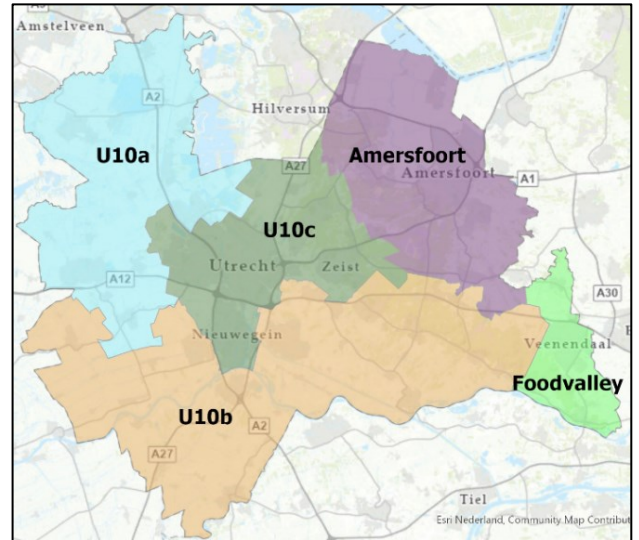 Amstelveen
A2
Hilversum
U10a
A27
Amersfoort
Amersfoort
A1
U10c
Utrecht
Zeist
A12
A30
Nieuwegein
Veenendaal
Foodvalley
U10b
A2
A27
Tiel
Esri Nederland, Community Map Contribut